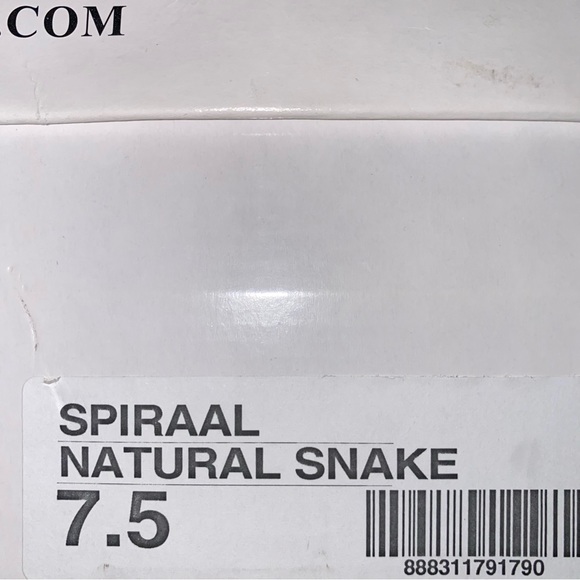 .COM
SPIRAAL
NATURAL SNAKE
7.5
888311791790